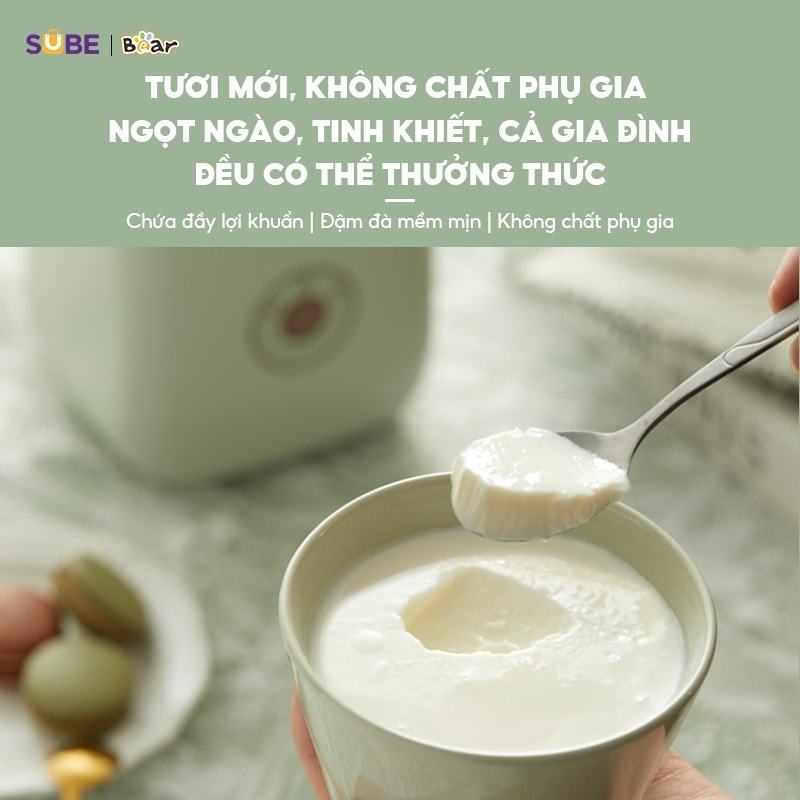 SUBE | Bear
TƯƠI MỚI, KHÔNG CHẤT PHỤ GIA
NGỌT NGÀO, TINH KHIẾT, CẢ GIA ĐÌNH
ĐỀU CÓ THỂ THƯỞNG THỨC
Chứa đầy lợi khuẩn | Đậm đà mềm mịn | Không chất phụ gia